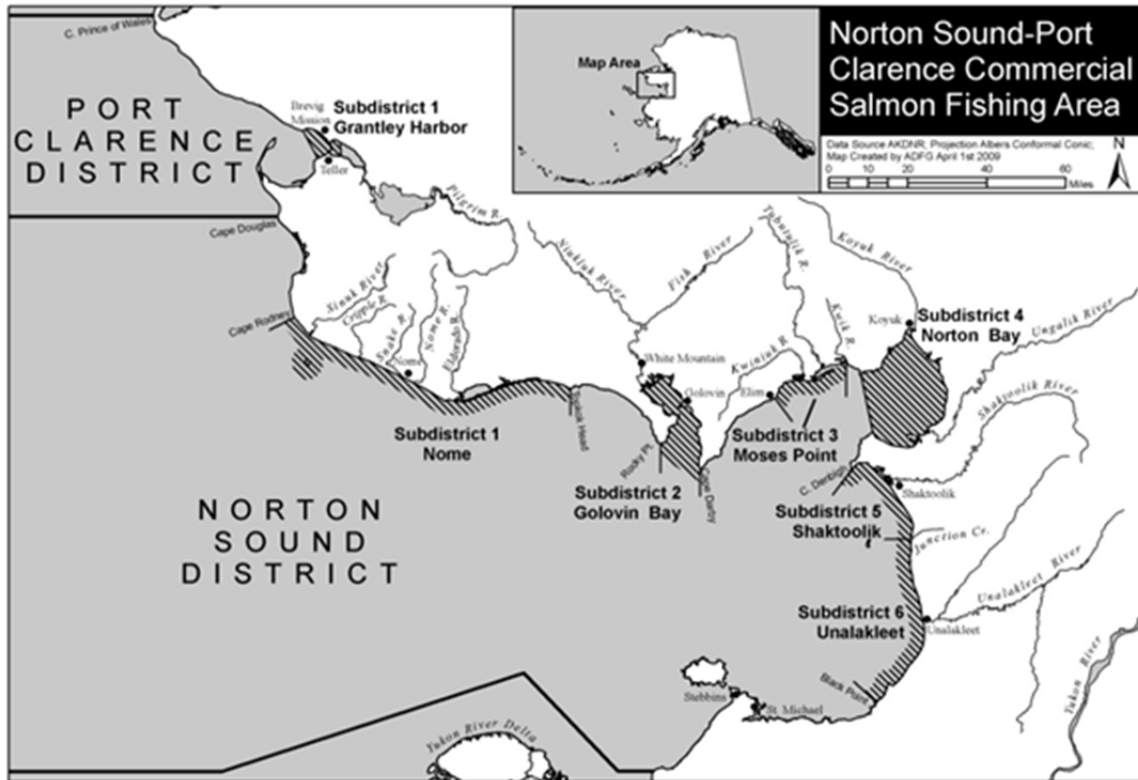 Norton Sound-Port
Clarence Commercial
Salmon Fishing Area
Data Source AKDNR, Projection Albers Conformal Conic;
Map Created by ADFG April 1st 2009
N
0 10 20 40 60
Miles
Map Area
C. Prince of Wales
PORT
CLARENCE
DISTRICT
Brevig
Mission
Subdistrict 1
Grantley Harbor
Teller
Pilgrim R.
Cape Douglas
Cape Rodney
Sinuk River
Cripple R.
Snake R.
Nome R.
Eldorado R.
Nome
Subdistrict 1
Nome
Topkok Head
Niukluk River
Fish River
White Mountain
Golovin
Rocky Pt.
Cape Darby
Subdistrict 2
Golovin Bay
Tubutulik R.
Kwiniuk R.
Kwik R.
Elim
Subdistrict 3
Moses Point
Koyuk River
Koyuk
Subdistrict 4
Norton Bay
Ungalik River
Shaktoolik River
C. Denbigh
Shaktoolik
Subdistrict 5
Shaktoolik
Junction Cr.
NORTON
SOUND
DISTRICT
Subdistrict 6
Unalakleet
Unalakleet River
Unalakleet
Black Point
Stebbins
St. Michael
Yukon River Delta
Yukon River